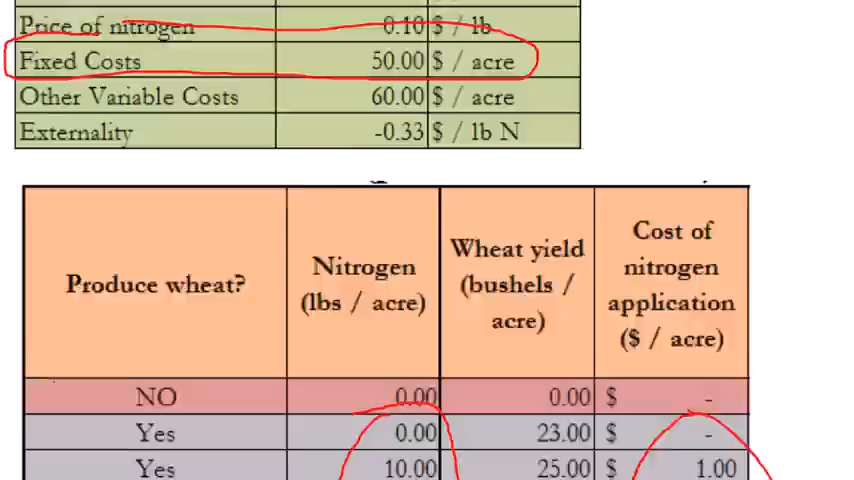 Price of nitrogen 0.10 $ / lb
Fixed Costs 50.00 $ / acre
Other Variable Costs 60.00 $ / acre
Externality -0.33 $ / lb N
Produce wheat?
Nitrogen
(lbs / acre)
Wheat yield
(bushels /
acre)
Cost of
nitrogen
application
($ / acre)
NO 0.00 0.00 $ -
Yes 0.00 23.00 $ -
Yes 10.00 25.00 $ 1.00